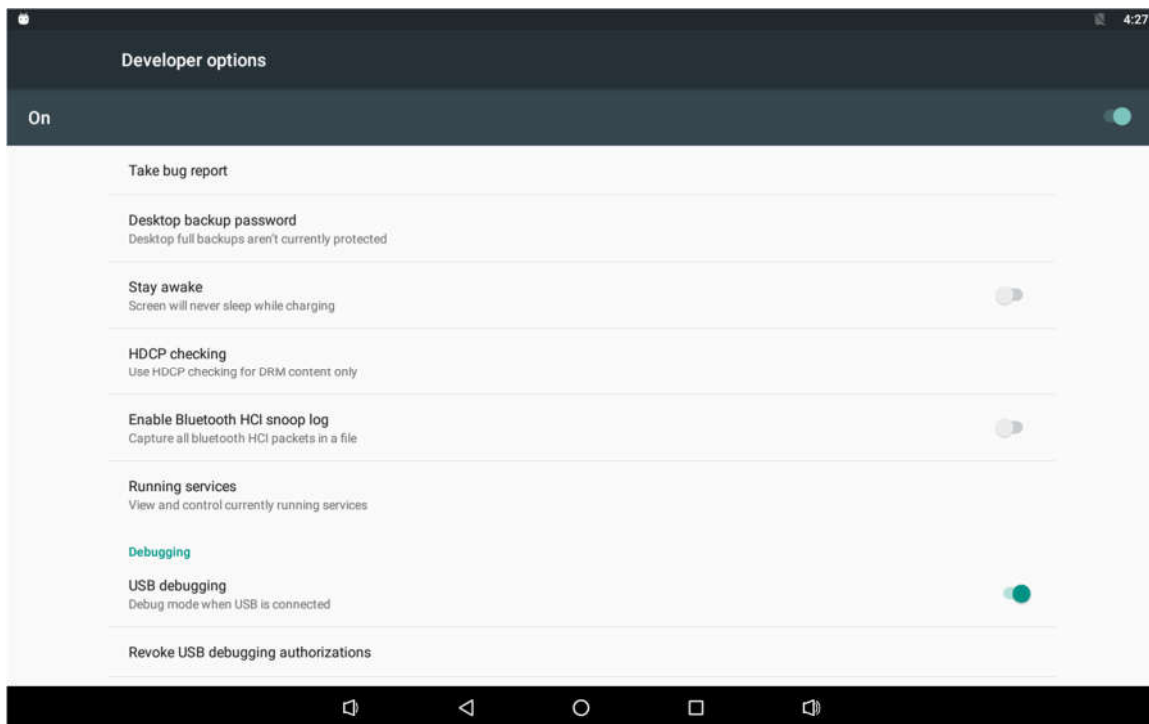 4:27
Developer options
On
Take bug report
Desktop backup password
Desktop full backups aren't currently protected
Stay awake
Screen will never sleep while charging
HDCP checking
Use HDCP checking for DRM content only
Enable Bluetooth HCI snoop log
Capture all bluetooth HCI packets in a file
Running services
View and control currently running services
Debugging
USB debugging
Debug mode when USB is connected
Revoke USB debugging authorizations